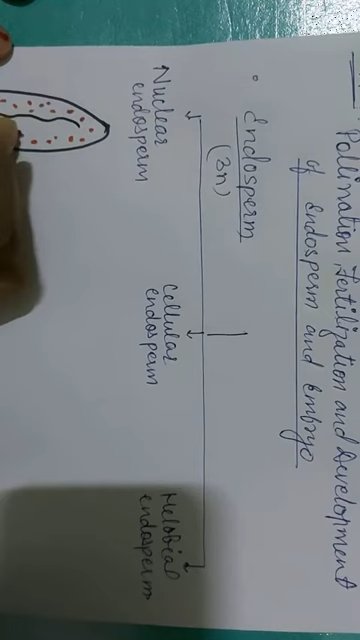 Pollination, Fertilization and Development
of Endosperm and Embryo
Endosperm
(3n)
Nuclear
endosperm
Cellular
endosperm
Helobial
endosperm